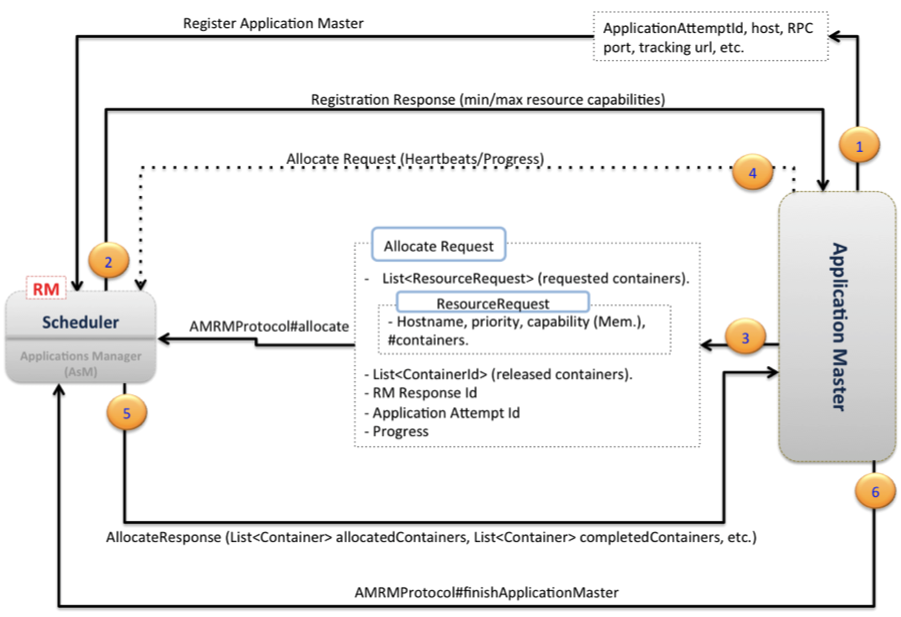 Register Application Master
ApplicationAttemptId, host, RPC
port, tracking url, etc.
Registration Response (min/max resource capabilities)
1
Allocate Request (Heartbeats/Progress)
4
2
Allocate Request
- List<ResourceRequest> (requested containers).
ResourceRequest
- Hostname, priority, capability (Mem.),
#containers.
- List<ContainerId> (released containers).
- RM Response Id
- Application Attempt Id
- Progress
RM
Scheduler
Applications Manager
(AsM)
AMRMProtocol#allocate
3
Application Master
5
6
AllocateResponse (List<Container> allocatedContainers, List<Container> completedContainers, etc.)
AMRMProtocol#finishApplicationMaster